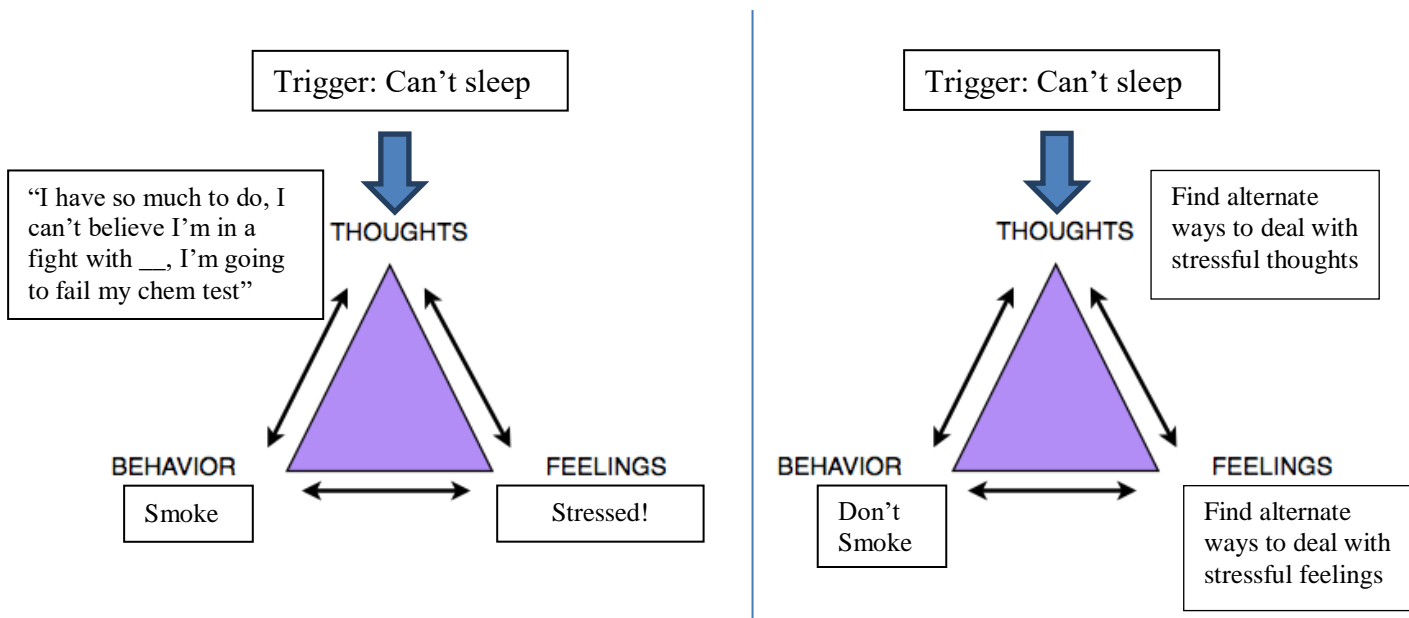 Trigger: Can’t sleep
“I have so much to do, I
can’t believe I’m in a
fight with __, I’m going
to fail my chem test”
THOUGHTS
BEHAVIOR
Smoke
FEELINGS
Stressed!
Trigger: Can’t sleep
THOUGHTS
Find alternate
ways to deal with
stressful thoughts
BEHAVIOR
Don’t
Smoke
FEELINGS
Find alternate
ways to deal with
stressful feelings